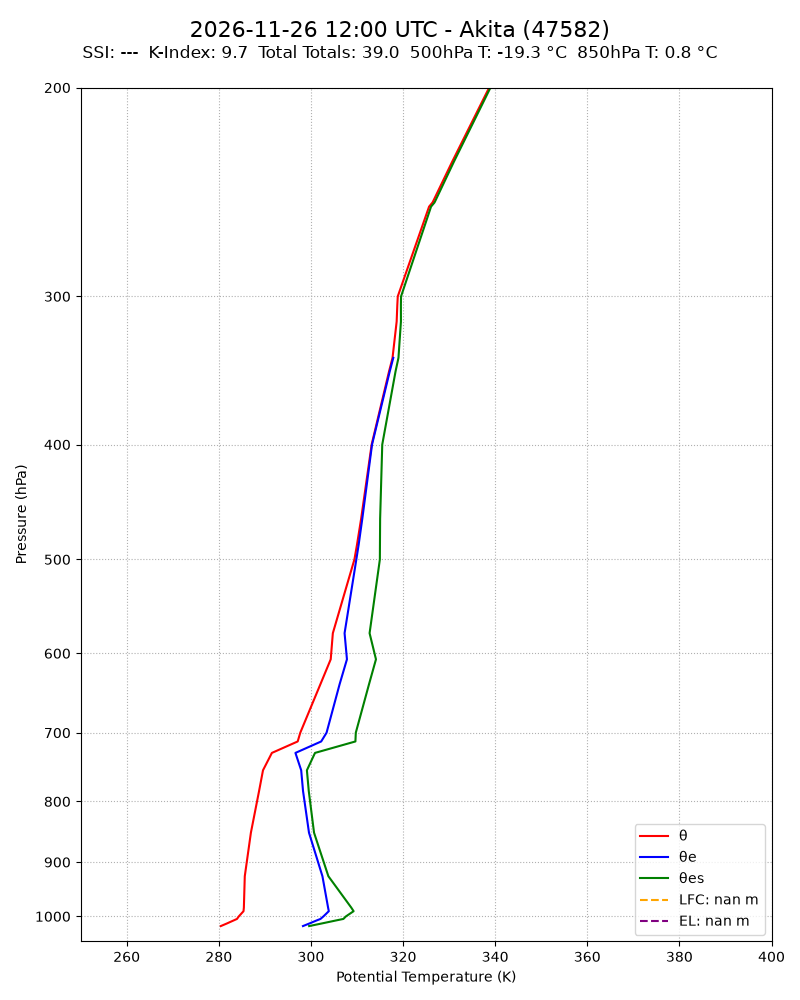 2026-11-26 12:00 UTC - Akita (47582)
SSI: ---  K-Index: 9.7  Total Totals: 39.0  500hPa T: -19.3 °C  850hPa T: 0.8 °C
200
300
400
500
600
700
800
900
1000
Pressure (hPa)
260 280 300 320 340 360 380 400
Potential Temperature (K)
θ
θe
θes
LFC: nan m
EL: nan m